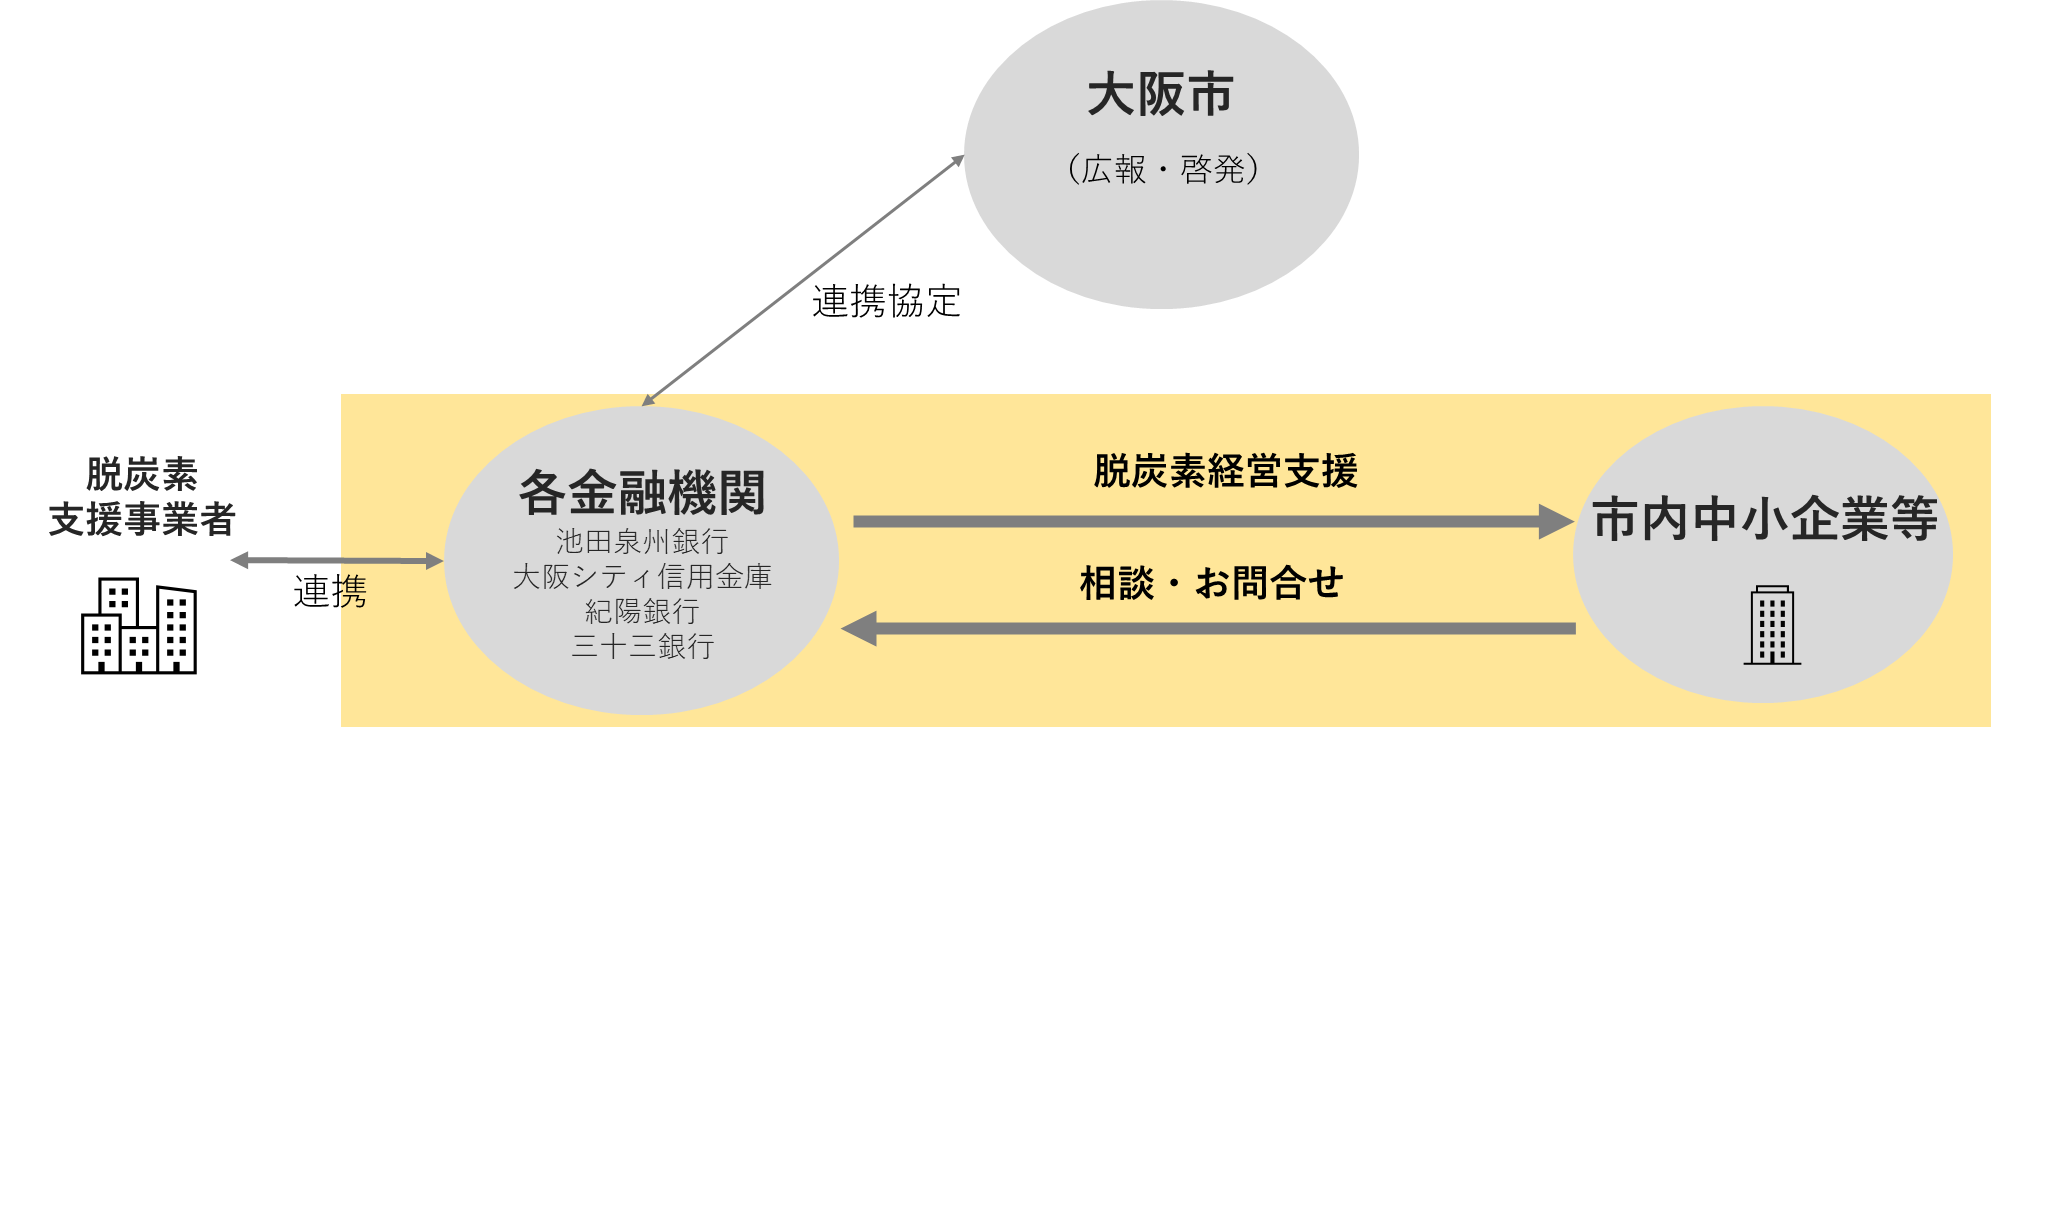 大阪市
（広報・啓発）
連携協定
脱炭素
支援事業者
連携
各金融機関
池田泉州銀行
大阪シティ信用金庫
紀陽銀行
三十三銀行
脱炭素経営支援
相談・お問合せ
市内中小企業等